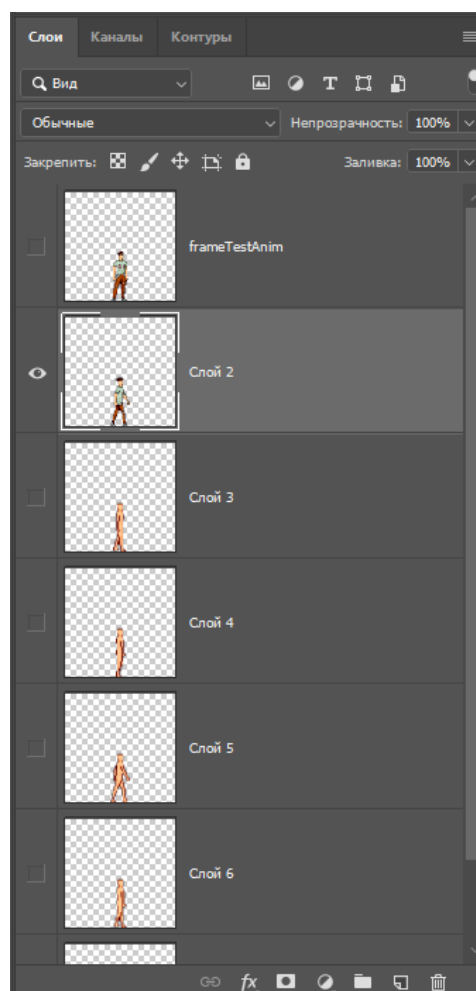 Слои Каналы Контуры
Вид
Обычные Непрозрачность: 100%
Закрепить: Заливка: 100%
frameTestAnim
Слой 2
Слой 3
Слой 4
Слой 5
Слой 6
fx